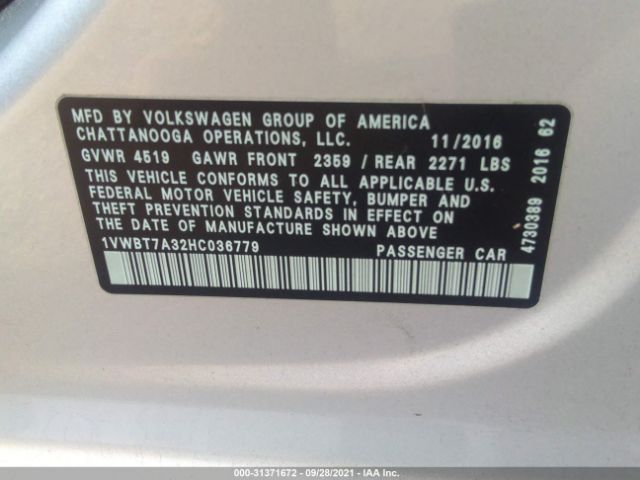 MFD BY VOLKSWAGEN GROUP OF AMERICA
CHATTANOOGA OPERATIONS, LLC. 11/2016
GVWR 4519 GAWR FRONT 2359 / REAR 2271 LBS
THIS VEHICLE CONFORMS TO ALL APPLICABLE U.S.
FEDERAL MOTOR VEHICLE SAFETY, BUMPER AND
THEFT PREVENTION STANDARDS IN EFFECT ON
THE DATE OF MANUFACTURE SHOWN ABOVE
1VWBT7A32HC036779 PASSENGER CAR
4730389 2016 62
000-31371672 - 09/28/2021 - IAA